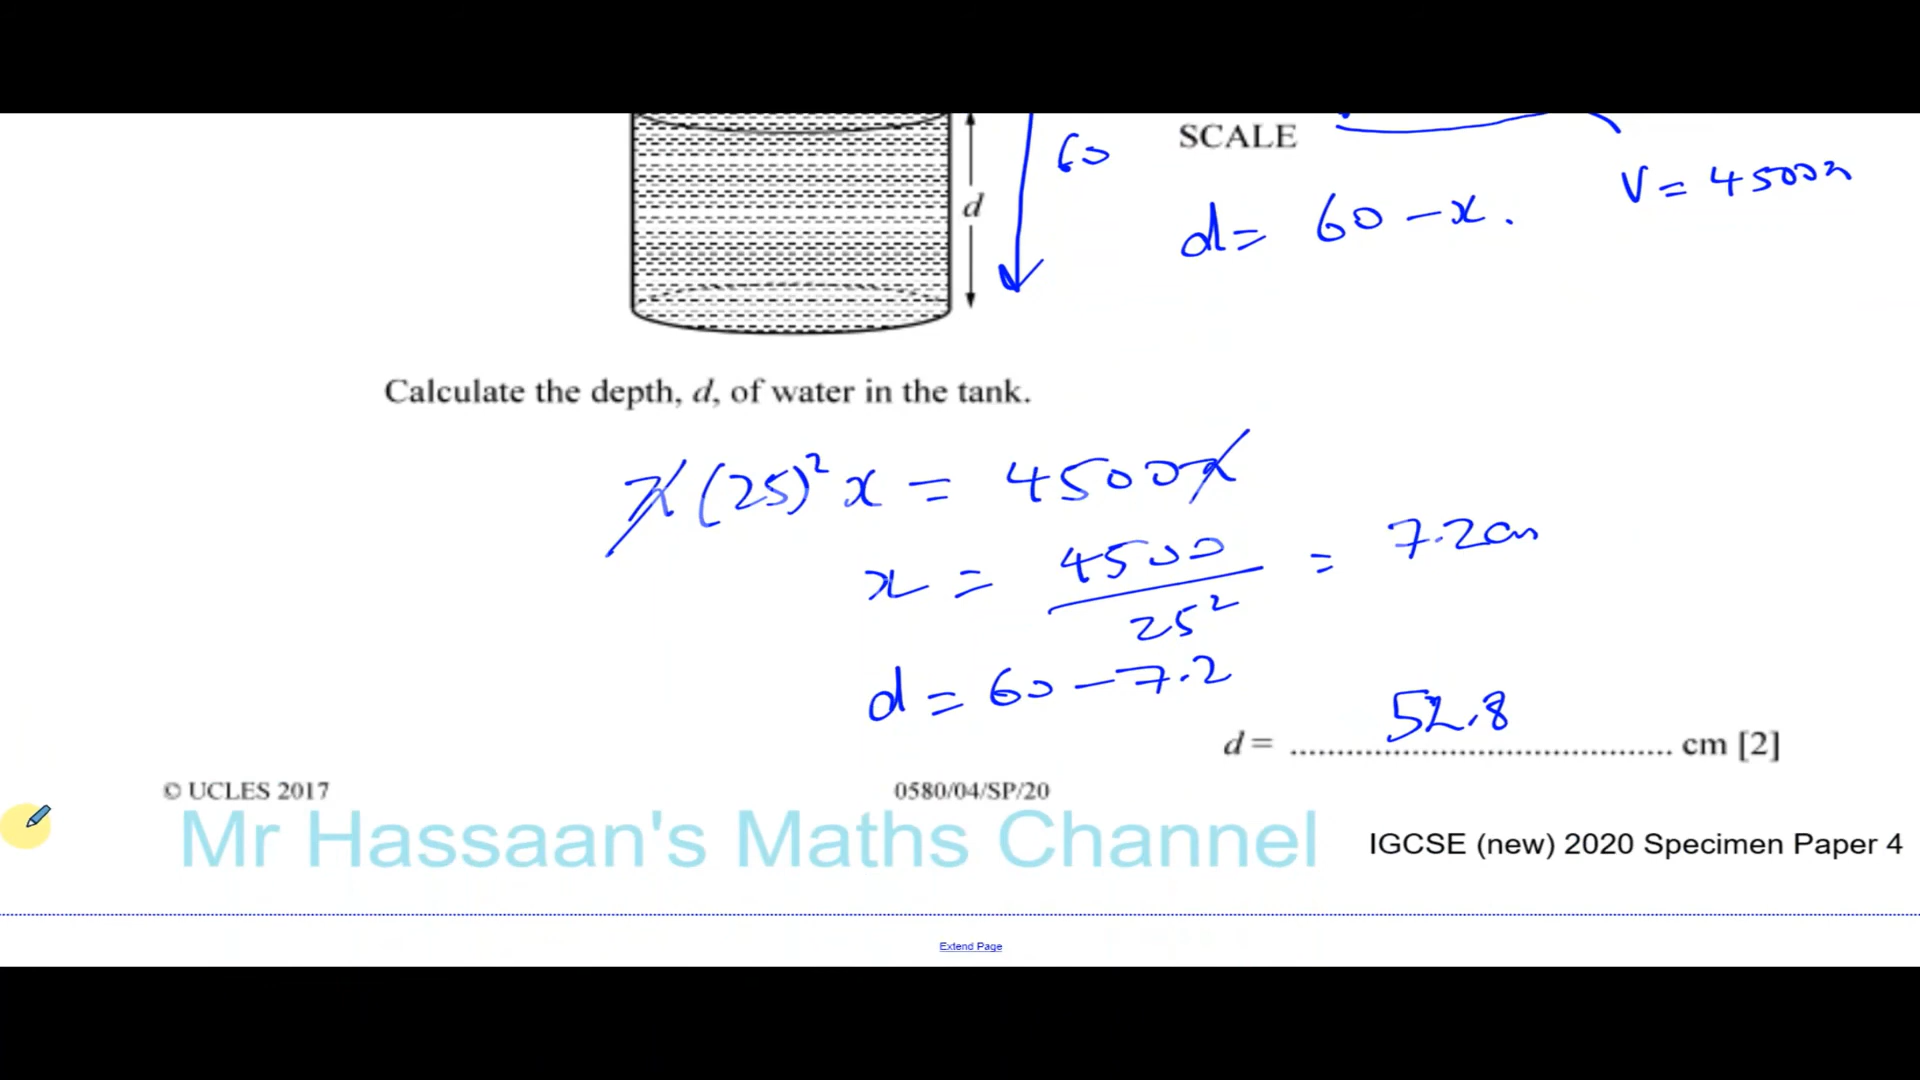 SCALE
60
V = 4500π
d
d = 60 - x.
Calculate the depth, d, of water in the tank.
π(25)²x = 4500π
x = 4500/25² = 7.2cm
d = 60 - 7.2
52.8
d = ........................................ cm [2]
© UCLES 2017
0580/04/SP/20
Mr Hassaan's Maths Channel
IGCSE (new) 2020 Specimen Paper 4
Extend Page